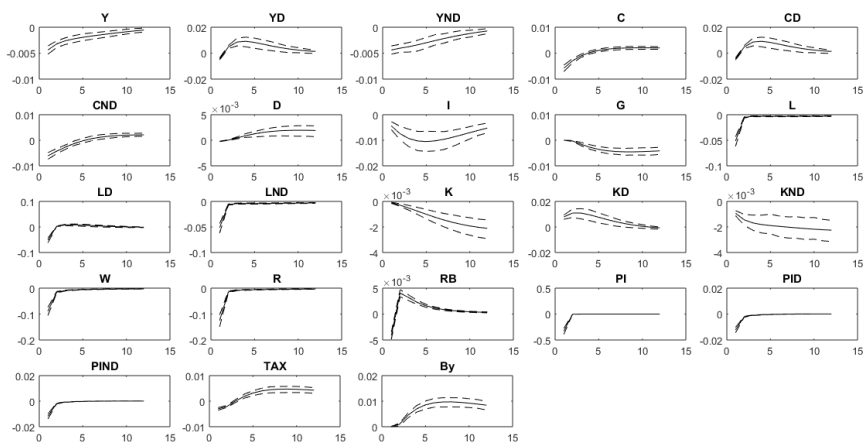 Y YD YND C CD
0 0.02 0 0.01 0.02
-0.005 0 -0.005 0 0
-0.01 -0.02 -0.01 -0.01 -0.02
0 5 10 15 0 5 10 15 0 5 10 15 0 5 10 15 0 5 10 15
CND D I G L
0.01 5 ×10⁻³ 0 0.01 0
0 0 -0.01 0 -0.05
-0.01 -5 -0.02 -0.01 -0.1
0 5 10 15 0 5 10 15 0 5 10 15 0 5 10 15 0 5 10 15
LD LND K KD KND
0.1 0 0 ×10⁻³ 0.02 0 ×10⁻³
0 -0.05 -2 0 -2
-0.1 -0.1 -4 -0.02 -4
0 5 10 15 0 5 10 15 0 5 10 15 0 5 10 15 0 5 10 15
W R RB PI PID
0 0 5 ×10⁻³ 0.5 0.02
-0.1 -0.1 0 0 0
-0.2 -0.2 -5 -0.5 -0.02
0 5 10 15 0 5 10 15 0 5 10 15 0 5 10 15 0 5 10 15
PIND TAX By
0.02 0.01 0.02
0 0 0.01
-0.02 -0.01 0
0 5 10 15 0 5 10 15 0 5 10 15